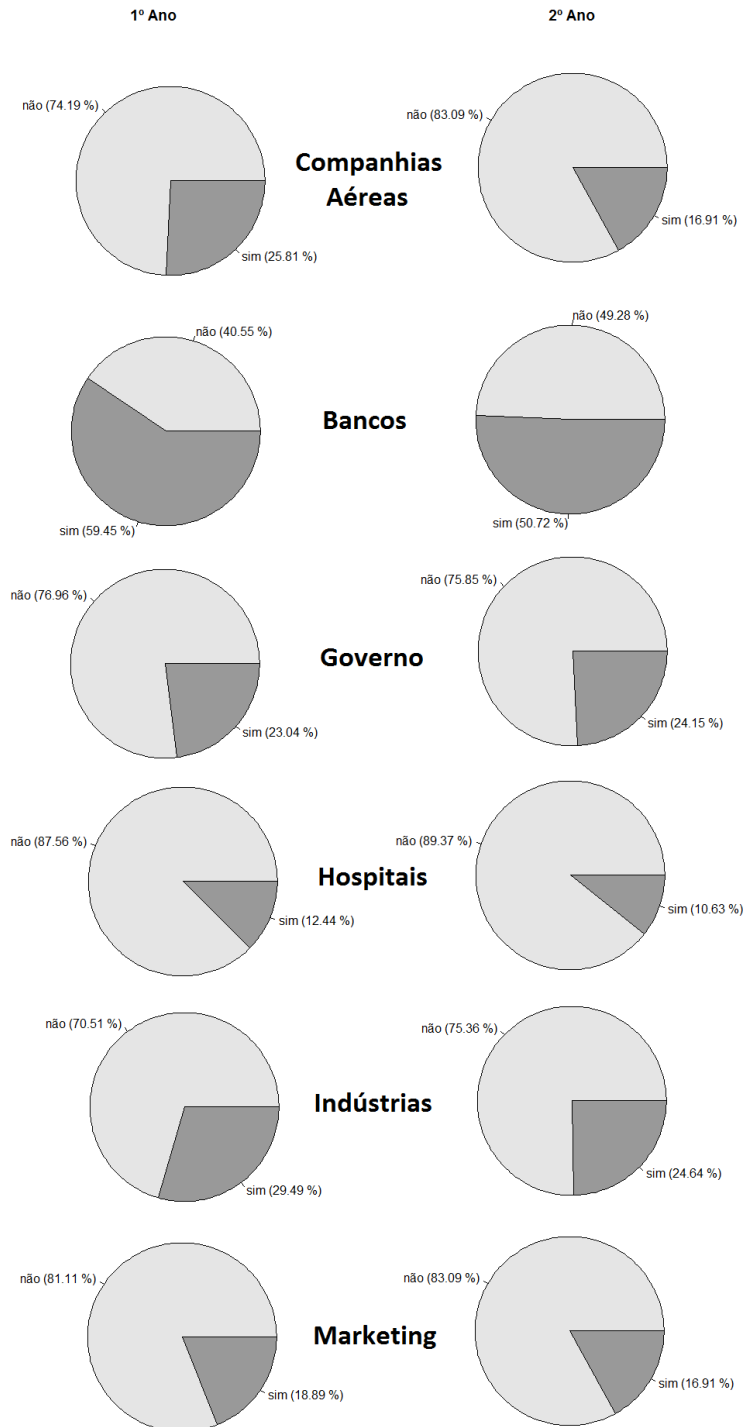 1º Ano
2º Ano
não (74.19 %)
não (83.09 %)
Companhias
Aéreas
sim (25.81 %)
sim (16.91 %)
não (40.55 %)
não (49.28 %)
Bancos
sim (59.45 %)
sim (50.72 %)
não (76.96 %)
não (75.85 %)
Governo
sim (23.04 %)
sim (24.15 %)
não (87.56 %)
não (89.37 %)
Hospitais
sim (12.44 %)
sim (10.63 %)
não (70.51 %)
não (75.36 %)
Indústrias
sim (29.49 %)
sim (24.64 %)
não (81.11 %)
não (83.09 %)
Marketing
sim (18.89 %)
sim (16.91 %)